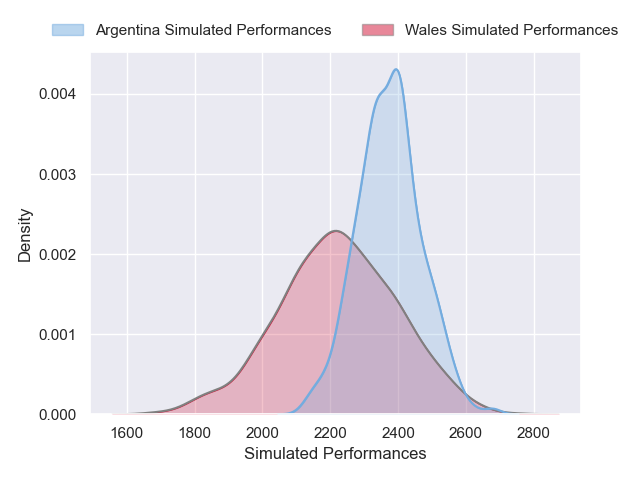 Argentina Simulated Performances Wales Simulated Performances
0.004
0.003
0.002
0.001
0.000
Density
1600 1800 2000 2200 2400 2600 2800
Simulated Performances